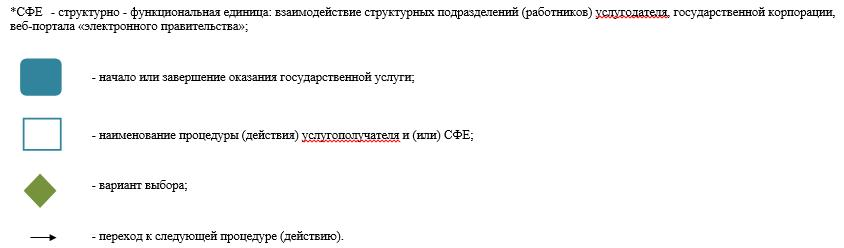 *СФЕ - структурно - функциональная единица: взаимодействие структурных подразделений (работников) услугодателя, государственной корпорации,
веб-портала «электронного правительства»;
- начало или завершение оказания государственной услуги;
- наименование процедуры (действия) услугополучателя и (или) СФЕ;
- вариант выбора;
- переход к следующей процедуре (действию).